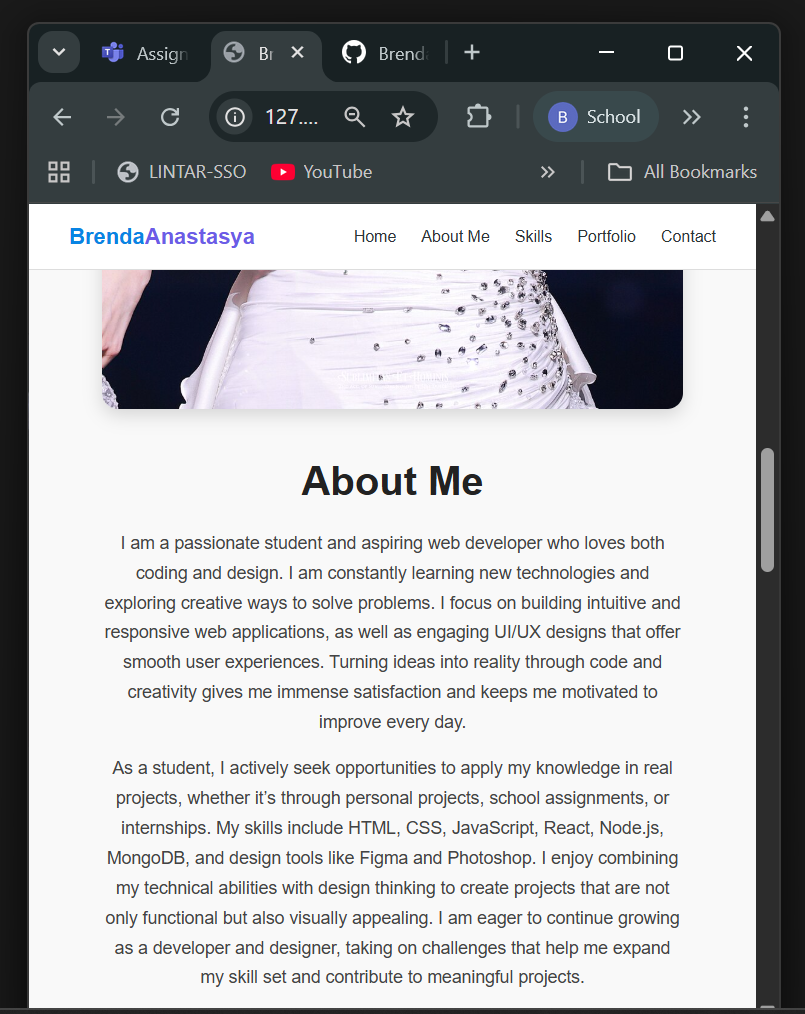 Assign
Br
Brenda
127....
B
School
LINTAR-SSO
YouTube
All Bookmarks
BrendaAnastasya
Home
About Me
Skills
Portfolio
Contact
About Me
I am a passionate student and aspiring web developer who loves both
coding and design. I am constantly learning new technologies and
exploring creative ways to solve problems. I focus on building intuitive and
responsive web applications, as well as engaging UI/UX designs that offer
smooth user experiences. Turning ideas into reality through code and
creativity gives me immense satisfaction and keeps me motivated to
improve every day.
As a student, I actively seek opportunities to apply my knowledge in real
projects, whether it’s through personal projects, school assignments, or
internships. My skills include HTML, CSS, JavaScript, React, Node.js,
MongoDB, and design tools like Figma and Photoshop. I enjoy combining
my technical abilities with design thinking to create projects that are not
only functional but also visually appealing. I am eager to continue growing
as a developer and designer, taking on challenges that help me expand
my skill set and contribute to meaningful projects.